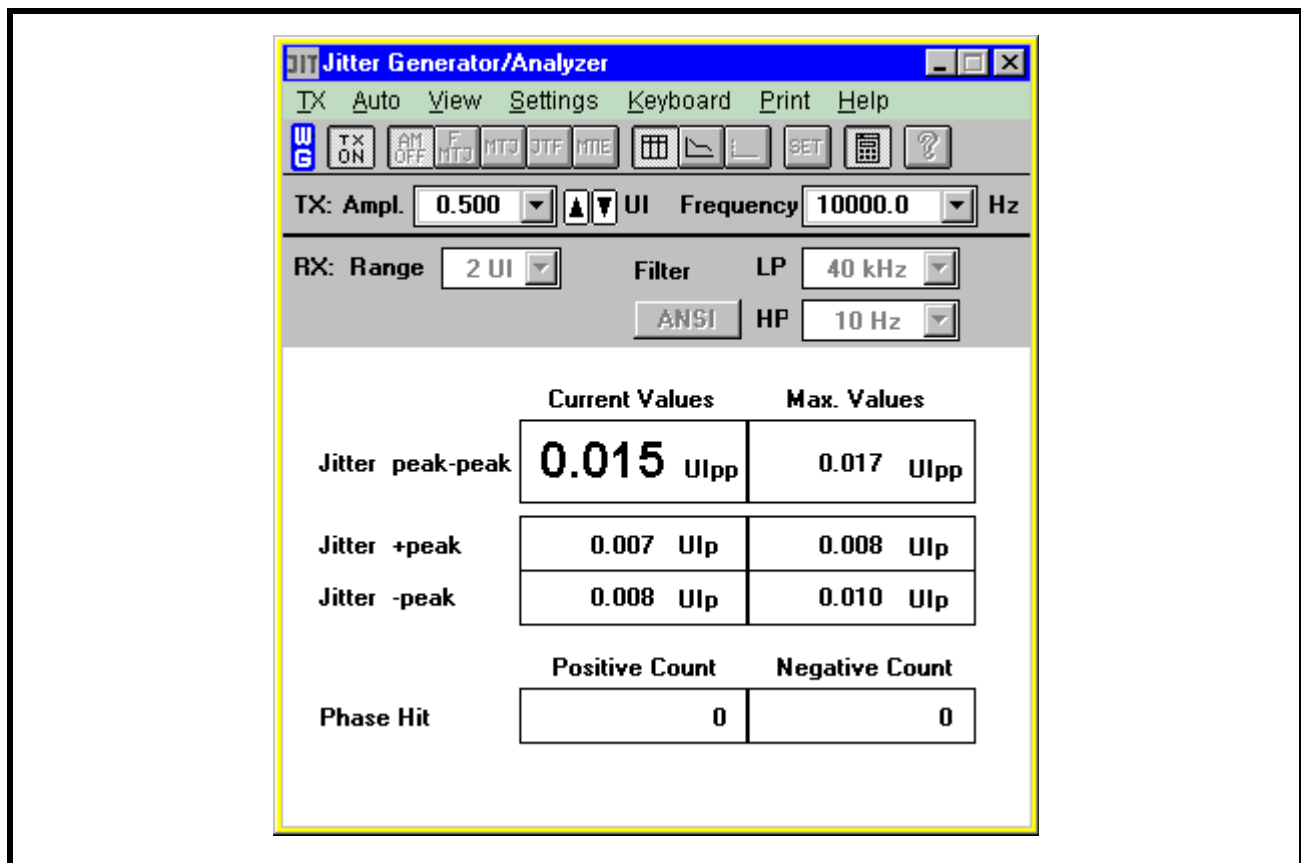 JIT Jitter Generator/Analyzer
TX Auto View Settings Keyboard Print Help
WG TX ON AM OFF F MTJ MTJ JTF MTIE SET ?
TX: Ampl. 0.500 UI Frequency 10000.0 Hz
RX: Range 2 UI Filter LP 40 kHz
ANSI HP 10 Hz
Current Values Max. Values
Jitter peak-peak 0.015 UIpp 0.017 UIpp
Jitter +peak 0.007 UIp 0.008 UIp
Jitter -peak 0.008 UIp 0.010 UIp
Positive Count Negative Count
Phase Hit 0 0